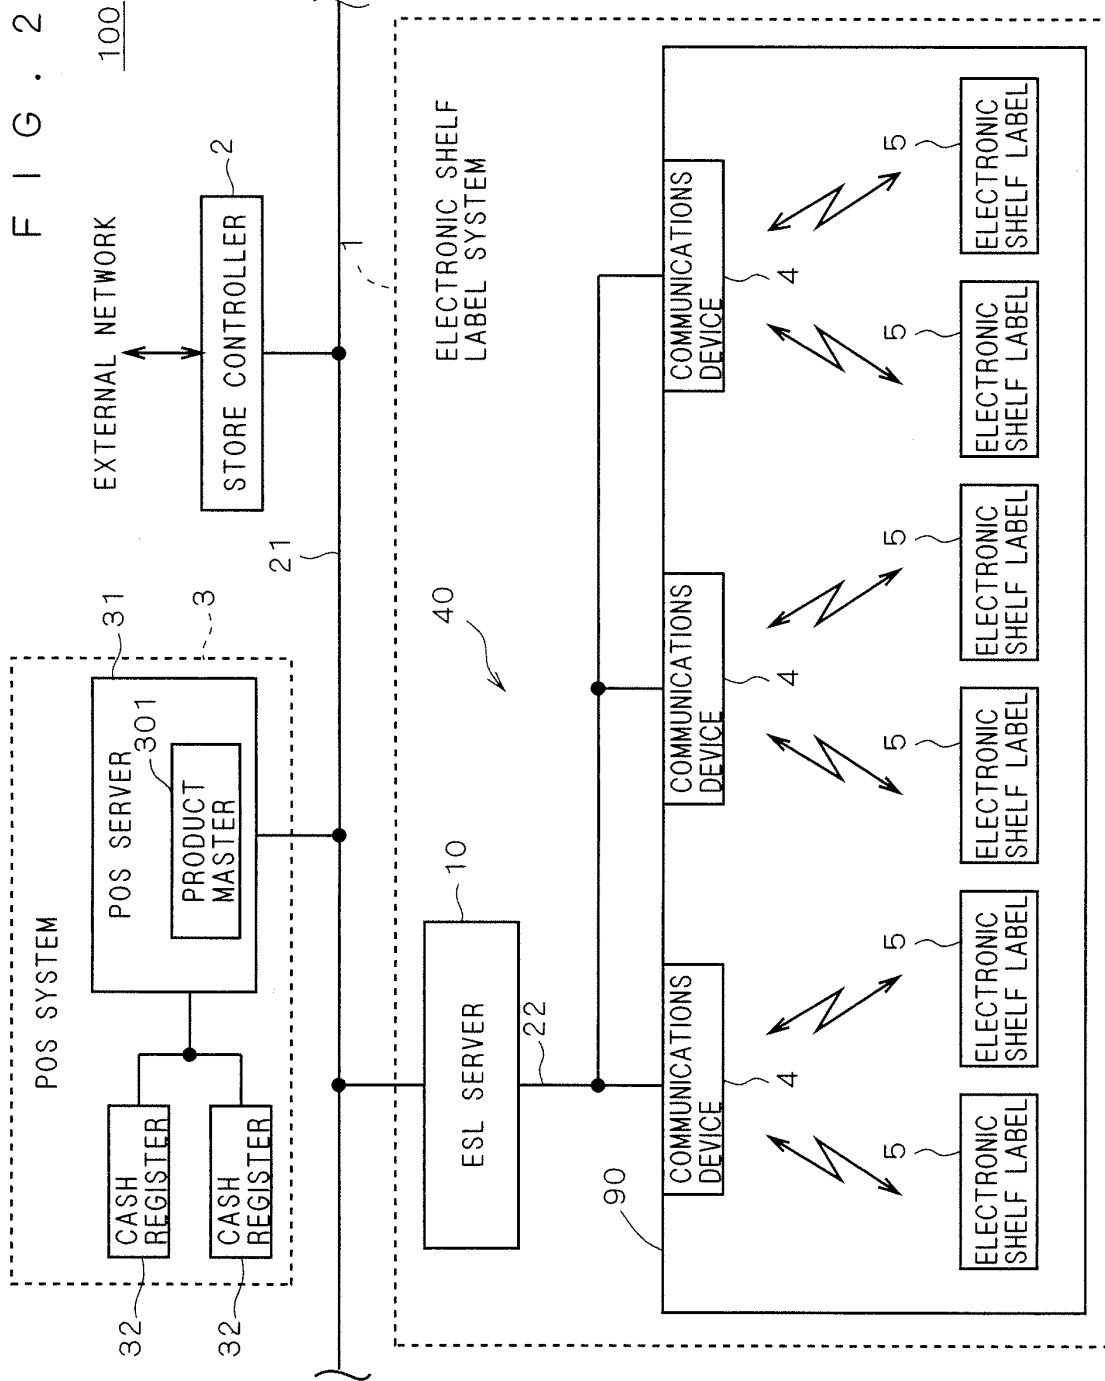 FIG. 2
100
EXTERNAL NETWORK
STORE CONTROLLER
2
POS SYSTEM
3
POS SERVER
31
PRODUCT
MASTER
301
CASH
REGISTER
32
CASH
REGISTER
32
21
1
ELECTRONIC SHELF
LABEL SYSTEM
40
ESL SERVER
10
22
90
COMMUNICATIONS
DEVICE
4
COMMUNICATIONS
DEVICE
4
COMMUNICATIONS
DEVICE
4
5
ELECTRONIC
SHELF LABEL
5
ELECTRONIC
SHELF LABEL
5
ELECTRONIC
SHELF LABEL
5
ELECTRONIC
SHELF LABEL
5
ELECTRONIC
SHELF LABEL
5
ELECTRONIC
SHELF LABEL